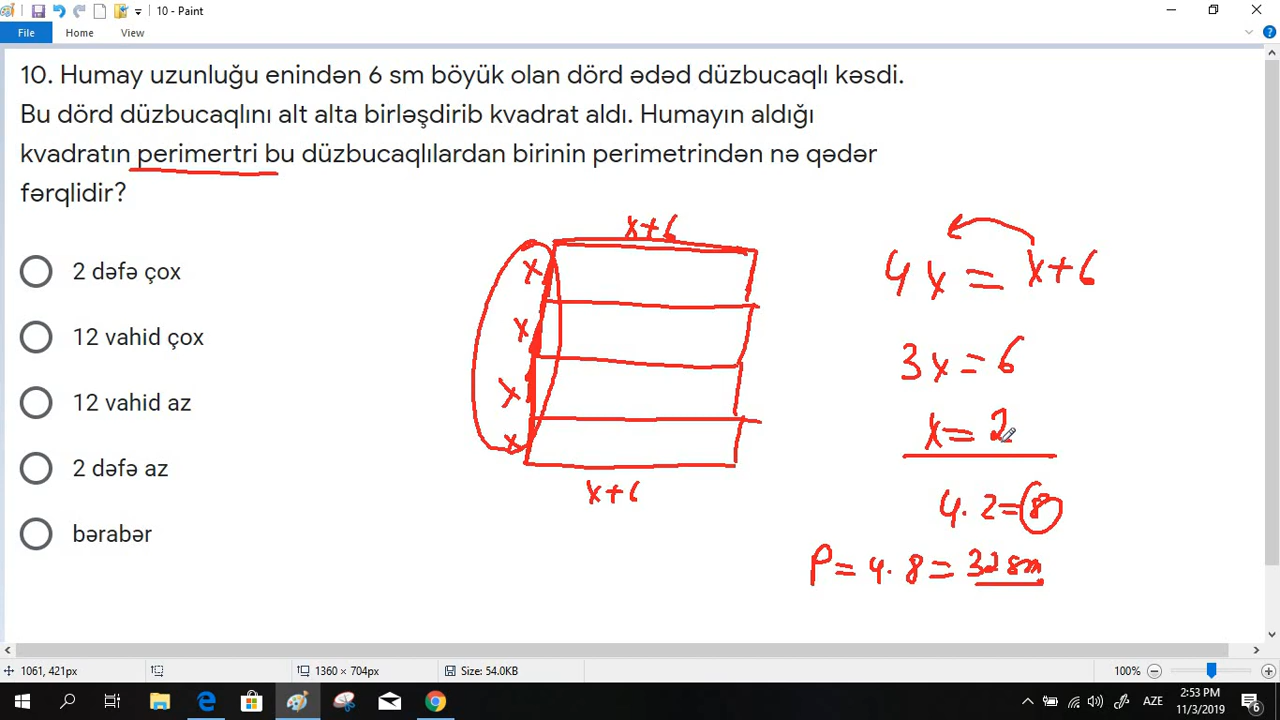 10 - Paint
File Home View
10. Humay uzunluğu enindən 6 sm böyük olan dörd ədəd düzbucaqlı kəsdi.
Bu dörd düzbucaqlını alt alta birləşdirib kvadrat aldı. Humayın aldığı
kvadratın perimertri bu düzbucaqlılardan birinin perimetrindən nə qədər
fərqlidir?
2 dəfə çox
12 vahid çox
12 vahid az
2 dəfə az
bərabər
x+6
x
x
x
x
x+6
4x = x+6
3x = 6
x = 2
4. 2 = 8
P = 4. 8 = 32 sm
1061, 421px
1360 × 704px
Size: 54.0KB
100%
AZE
2:53 PM
11/3/2019
6